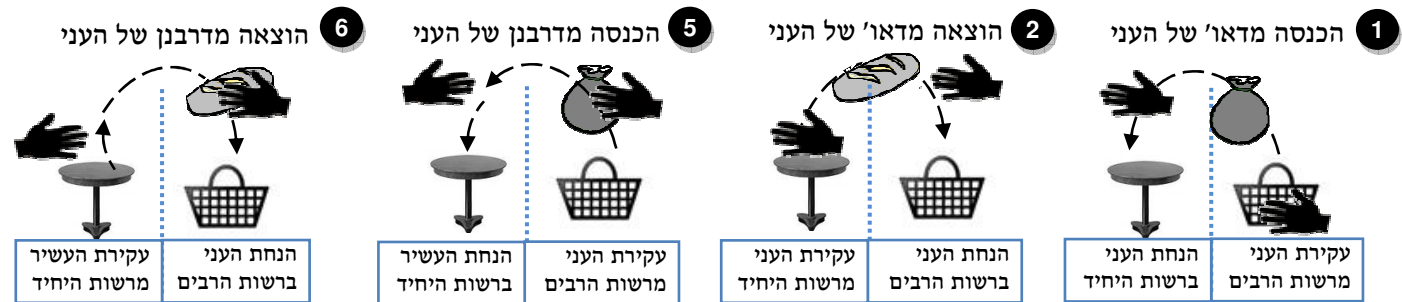 1 הכנסה מדאו' של העני
עקירת העני
מרשות הרבים
הנחת העני
ברשות היחיד
2 הוצאה מדאו' של העני
הנחת העני
ברשות הרבים
עקירת העני
מרשות היחיד
5 הכנסה מדרבנן של העני
עקירת העני
מרשות הרבים
הנחת העשיר
ברשות היחיד
6 הוצאה מדרבנן של העני
הנחת העני
ברשות הרבים
עקירת העשיר
מרשות היחיד